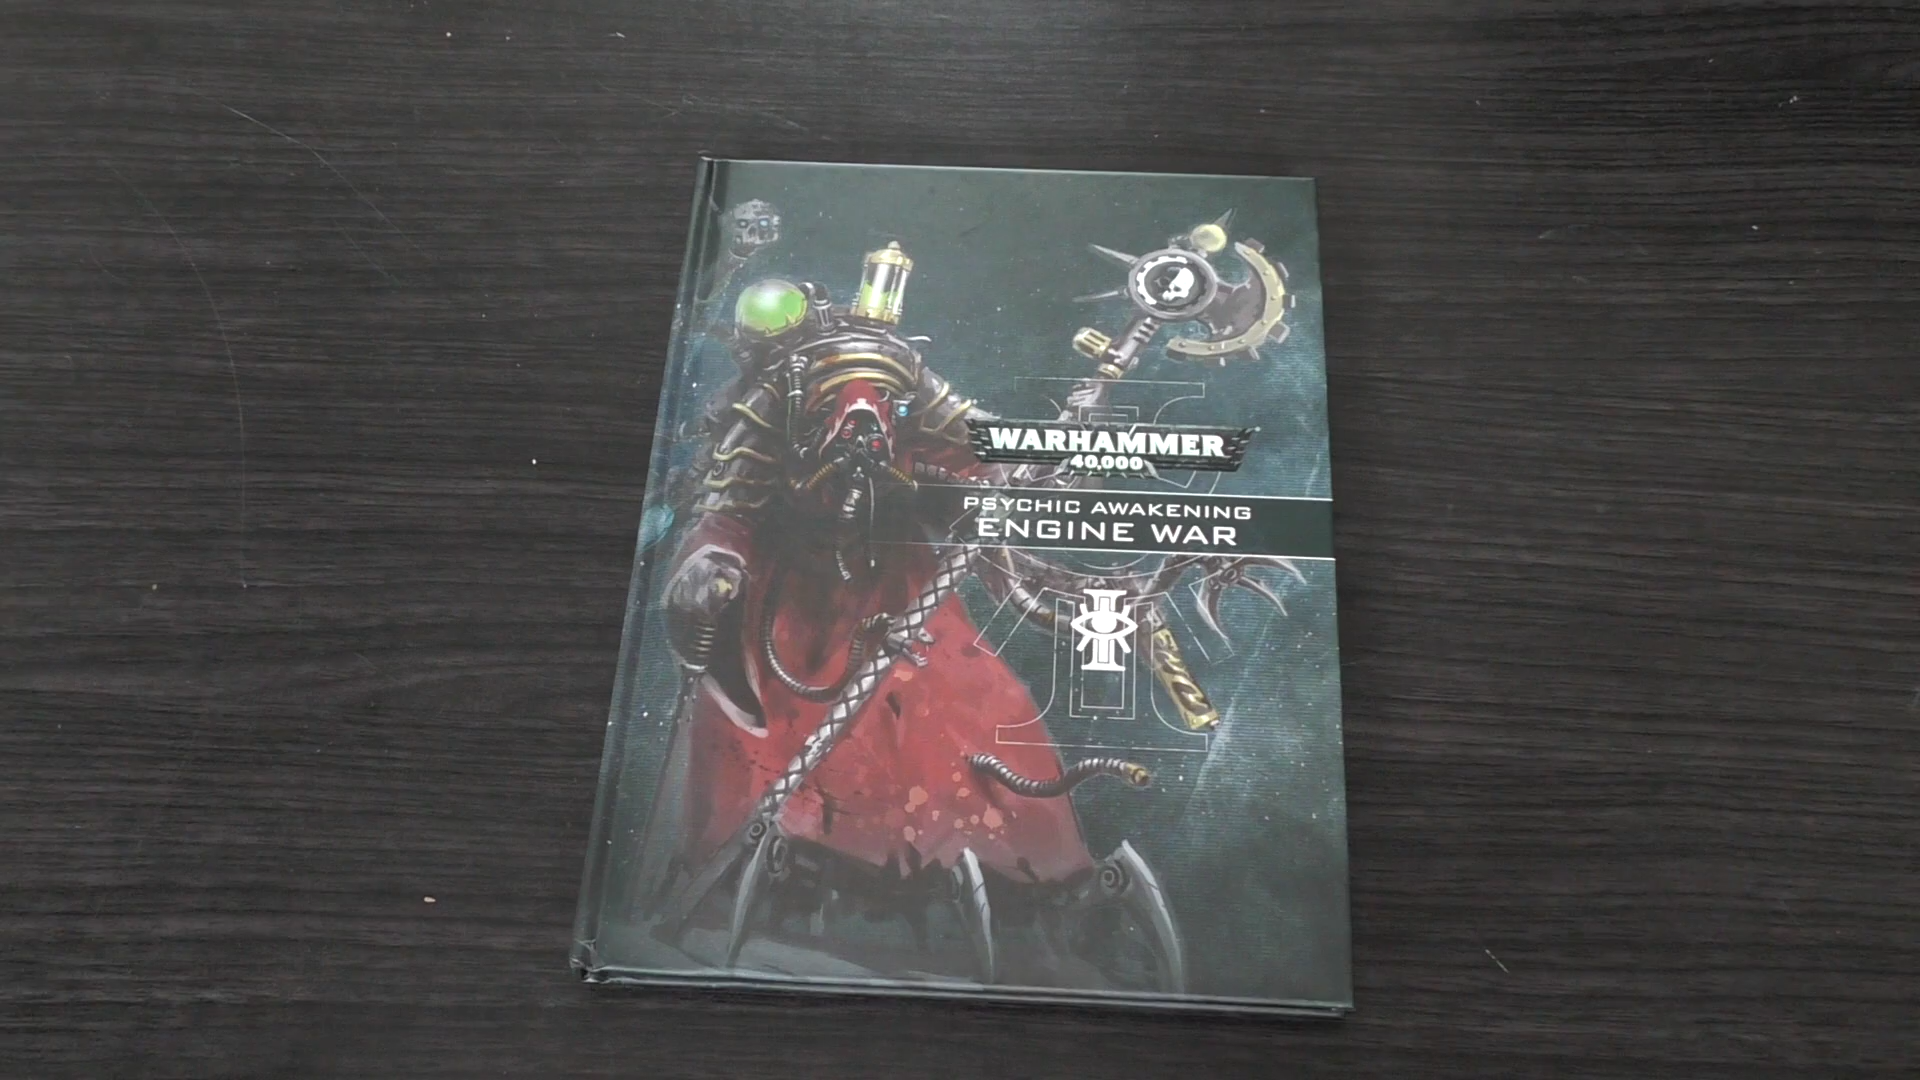 WARHAMMER
40,000
PSYCHIC AWAKENING
ENGINE WAR